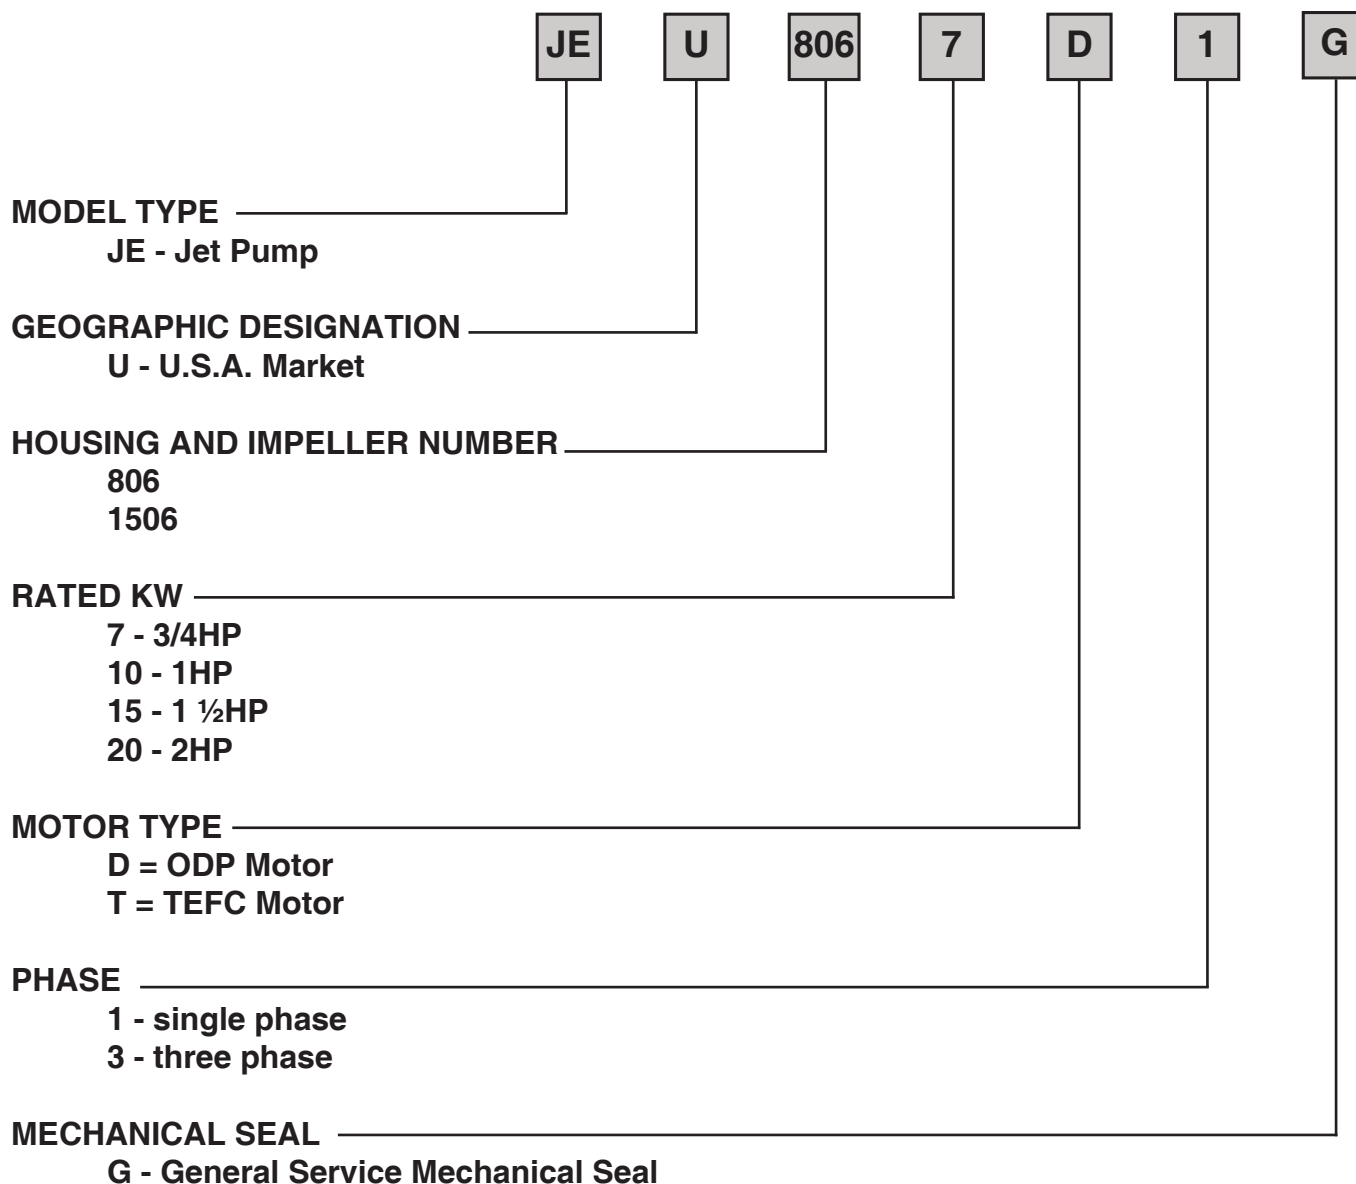 JE U 806 7 D 1 G
MODEL TYPE
JE - Jet Pump
GEOGRAPHIC DESIGNATION
U - U.S.A. Market
HOUSING AND IMPELLER NUMBER
806
1506
RATED KW
7 - 3/4HP
10 - 1HP
15 - 1 ½HP
20 - 2HP
MOTOR TYPE
D = ODP Motor
T = TEFC Motor
PHASE
1 - single phase
3 - three phase
MECHANICAL SEAL
G - General Service Mechanical Seal